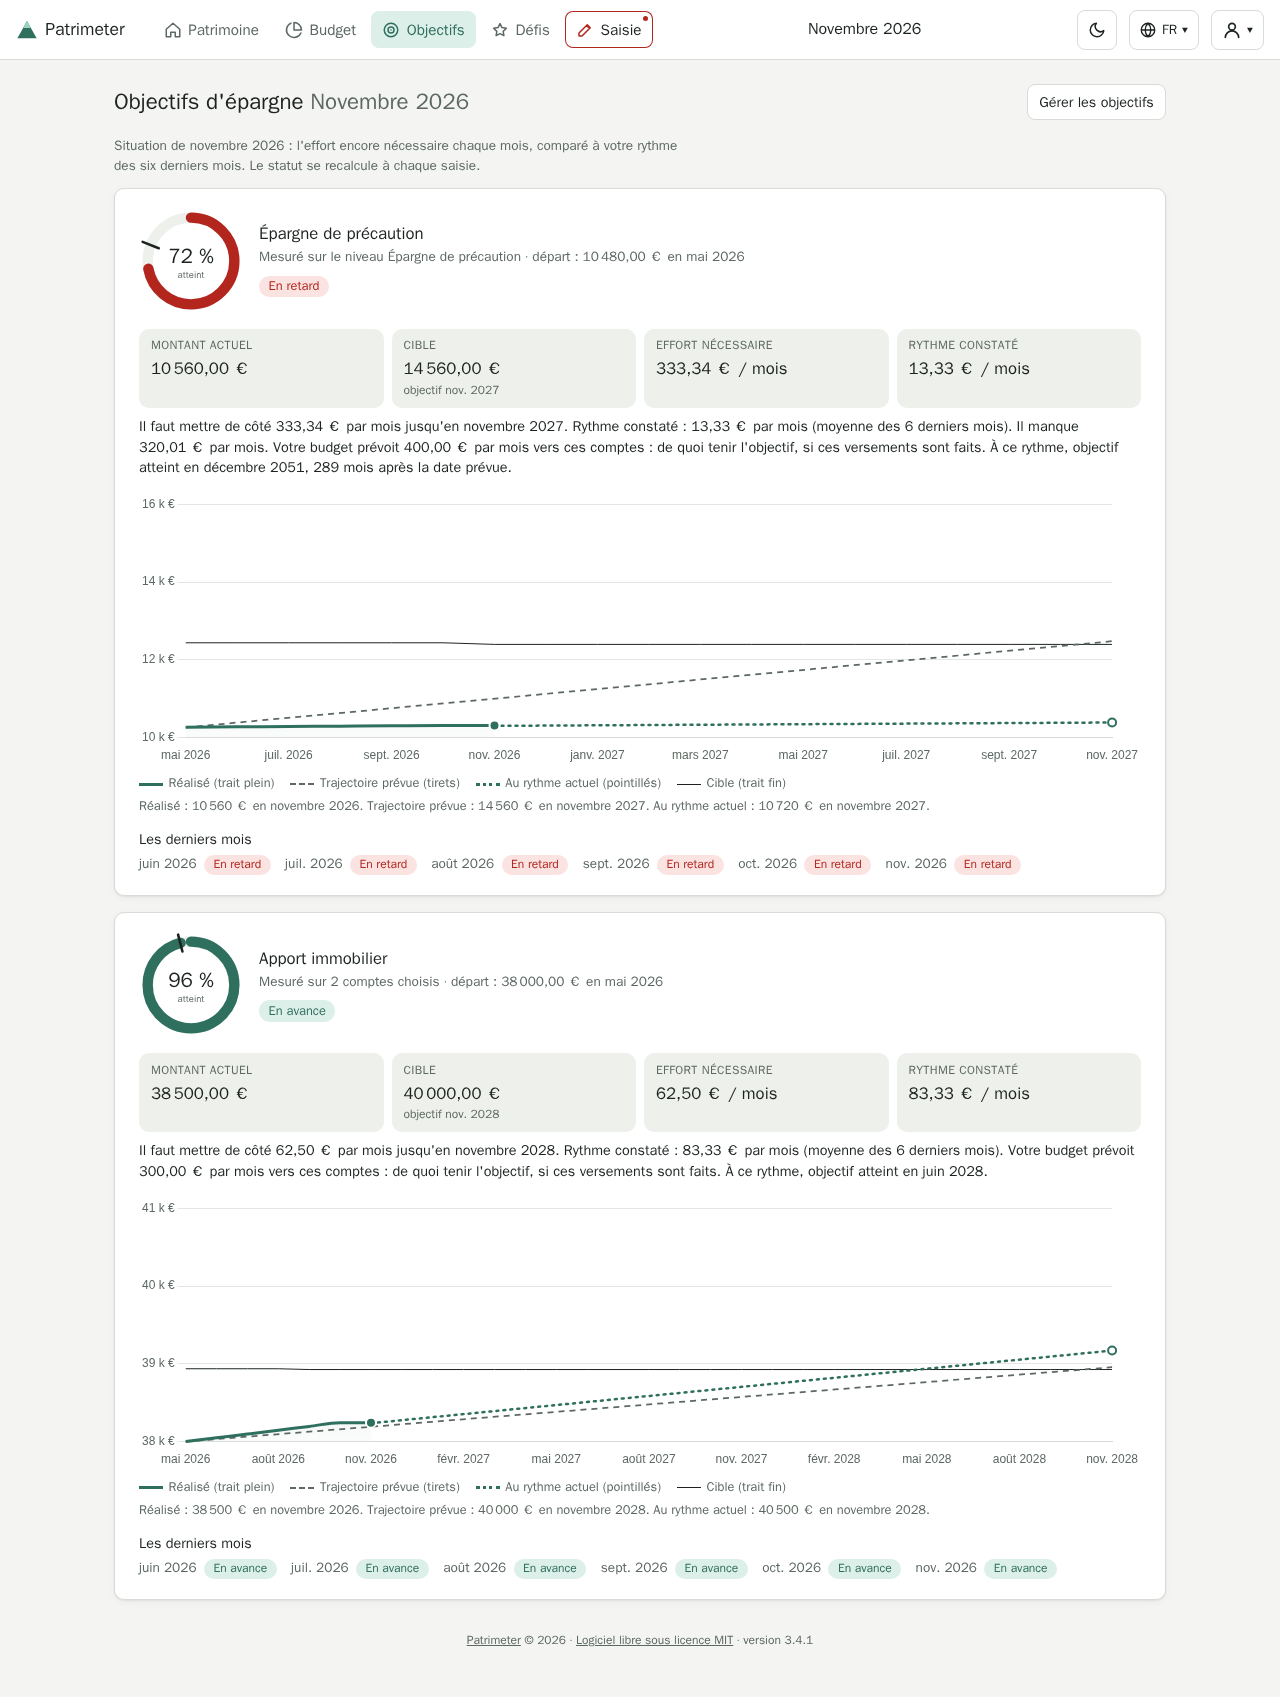 Patrimeter
Patrimoine
Budget
Objectifs
Défis
Saisie
Novembre 2026
FR ▾
▾
Objectifs d'épargne Novembre 2026
Gérer les objectifs
Situation de novembre 2026 : l'effort encore nécessaire chaque mois, comparé à votre rythme
des six derniers mois. Le statut se recalcule à chaque saisie.
72 %
atteint
Épargne de précaution
Mesuré sur le niveau Épargne de précaution · départ : 10 480,00 € en mai 2026
En retard
MONTANT ACTUEL
10 560,00 €
CIBLE
14 560,00 €
objectif nov. 2027
EFFORT NÉCESSAIRE
333,34 € / mois
RYTHME CONSTATÉ
13,33 € / mois
Il faut mettre de côté 333,34 € par mois jusqu'en novembre 2027. Rythme constaté : 13,33 € par mois (moyenne des 6 derniers mois). Il manque
320,01 € par mois. Votre budget prévoit 400,00 € par mois vers ces comptes : de quoi tenir l'objectif, si ces versements sont faits. À ce rythme, objectif
atteint en décembre 2051, 289 mois après la date prévue.
16 k €
14 k €
12 k €
10 k €
mai 2026 juil. 2026 sept. 2026 nov. 2026 janv. 2027 mars 2027 mai 2027 juil. 2027 sept. 2027 nov. 2027
Réalisé (trait plein) Trajectoire prévue (tirets) Au rythme actuel (pointillés) Cible (trait fin)
Réalisé : 10 560 € en novembre 2026. Trajectoire prévue : 14 560 € en novembre 2027. Au rythme actuel : 10 720 € en novembre 2027.
Les derniers mois
juin 2026 En retard juil. 2026 En retard août 2026 En retard sept. 2026 En retard oct. 2026 En retard nov. 2026 En retard
96 %
atteint
Apport immobilier
Mesuré sur 2 comptes choisis · départ : 38 000,00 € en mai 2026
En avance
MONTANT ACTUEL
38 500,00 €
CIBLE
40 000,00 €
objectif nov. 2028
EFFORT NÉCESSAIRE
62,50 € / mois
RYTHME CONSTATÉ
83,33 € / mois
Il faut mettre de côté 62,50 € par mois jusqu'en novembre 2028. Rythme constaté : 83,33 € par mois (moyenne des 6 derniers mois). Votre budget prévoit
300,00 € par mois vers ces comptes : de quoi tenir l'objectif, si ces versements sont faits. À ce rythme, objectif atteint en juin 2028.
41 k €
40 k €
39 k €
38 k €
mai 2026 août 2026 nov. 2026 févr. 2027 mai 2027 août 2027 nov. 2027 févr. 2028 mai 2028 août 2028 nov. 2028
Réalisé (trait plein) Trajectoire prévue (tirets) Au rythme actuel (pointillés) Cible (trait fin)
Réalisé : 38 500 € en novembre 2026. Trajectoire prévue : 40 000 € en novembre 2028. Au rythme actuel : 40 500 € en novembre 2028.
Les derniers mois
juin 2026 En avance juil. 2026 En avance août 2026 En avance sept. 2026 En avance oct. 2026 En avance nov. 2026 En avance
Patrimeter © 2026 · Logiciel libre sous licence MIT · version 3.4.1